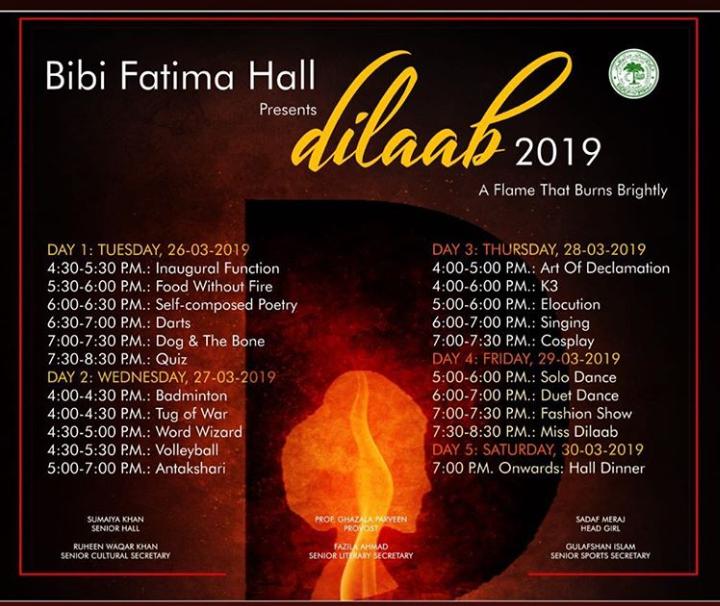 Bibi Fatima Hall
Presents
dilaab 2019
A Flame That Burns Brightly
DAY 1: TUESDAY, 26-03-2019
4:30-5:30 P.M.: Inaugural Function
5:30-6:00 P.M.: Food Without Fire
6:00-6:30 P.M.: Self-composed Poetry
6:30-7:00 P.M.: Darts
7:00-7:30 P.M.: Dog & The Bone
7:30-8:30 P.M.: Quiz
DAY 2: WEDNESDAY, 27-03-2019
4:00-4:30 P.M.: Badminton
4:00-4:30 P.M.: Tug of War
4:30-5:00 P.M.: Word Wizard
4:30-5:30 P.M.: Volleyball
5:00-7:00 P.M.: Antakshari
DAY 3: THURSDAY, 28-03-2019
4:00-5:00 P.M.: Art Of Declamation
4:00-6:00 P.M.: K3
5:00-6:00 P.M.: Elocution
6:00-7:00 P.M.: Singing
7:00-7:30 P.M.: Cosplay
DAY 4: FRIDAY, 29-03-2019
5:00-6:00 P.M.: Solo Dance
6:00-7:00 P.M.: Duet Dance
7:00-7:30 P.M.: Fashion Show
7:30-8:30 P.M.: Miss Dilaab
DAY 5: SATURDAY, 30-03-2019
7:00 P.M. Onwards: Hall Dinner
SUMAIYA KHAN
SENIOR HALL
RUHEEN WAQAR KHAN
SENIOR CULTURAL SECRETARY
PROF. GHAZALA PARVEEN
PROVOST
FAZILA AHMAD
SENIOR LITERARY SECRETARY
SADAF MERAJ
HEAD GIRL
GULAFSHAN ISLAM
SENIOR SPORTS SECRETARY